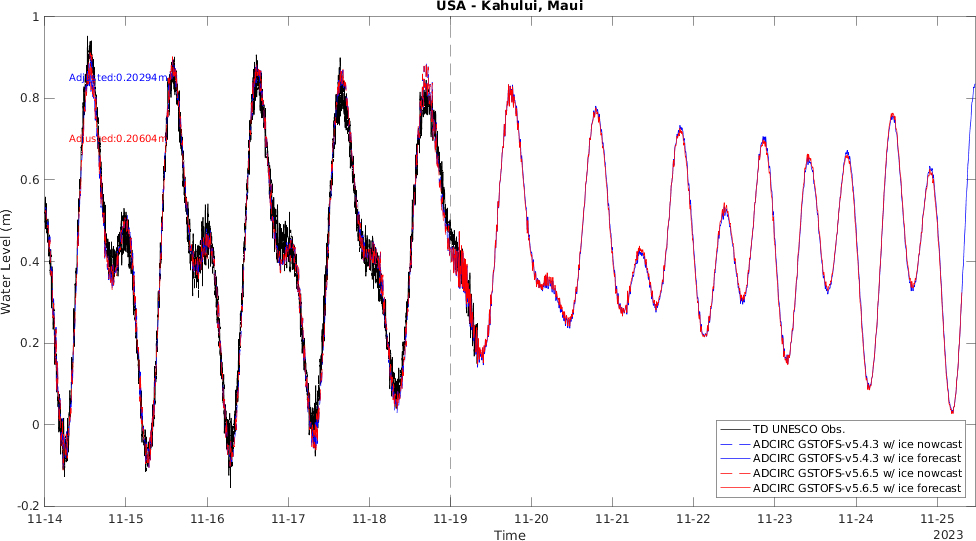 USA - Kahului, Maui
1
0.8
0.6
0.4
0.2
0
-0.2
Water Level (m)
Adjusted:0.20294m
Adjusted:0.20604m
TD UNESCO Obs.
ADCIRC GSTOFS-v5.4.3 w/ ice nowcast
ADCIRC GSTOFS-v5.4.3 w/ ice forecast
ADCIRC GSTOFS-v5.6.5 w/ ice nowcast
ADCIRC GSTOFS-v5.6.5 w/ ice forecast
11-14 11-15 11-16 11-17 11-18 11-19 11-20 11-21 11-22 11-23 11-24 11-25
Time
2023